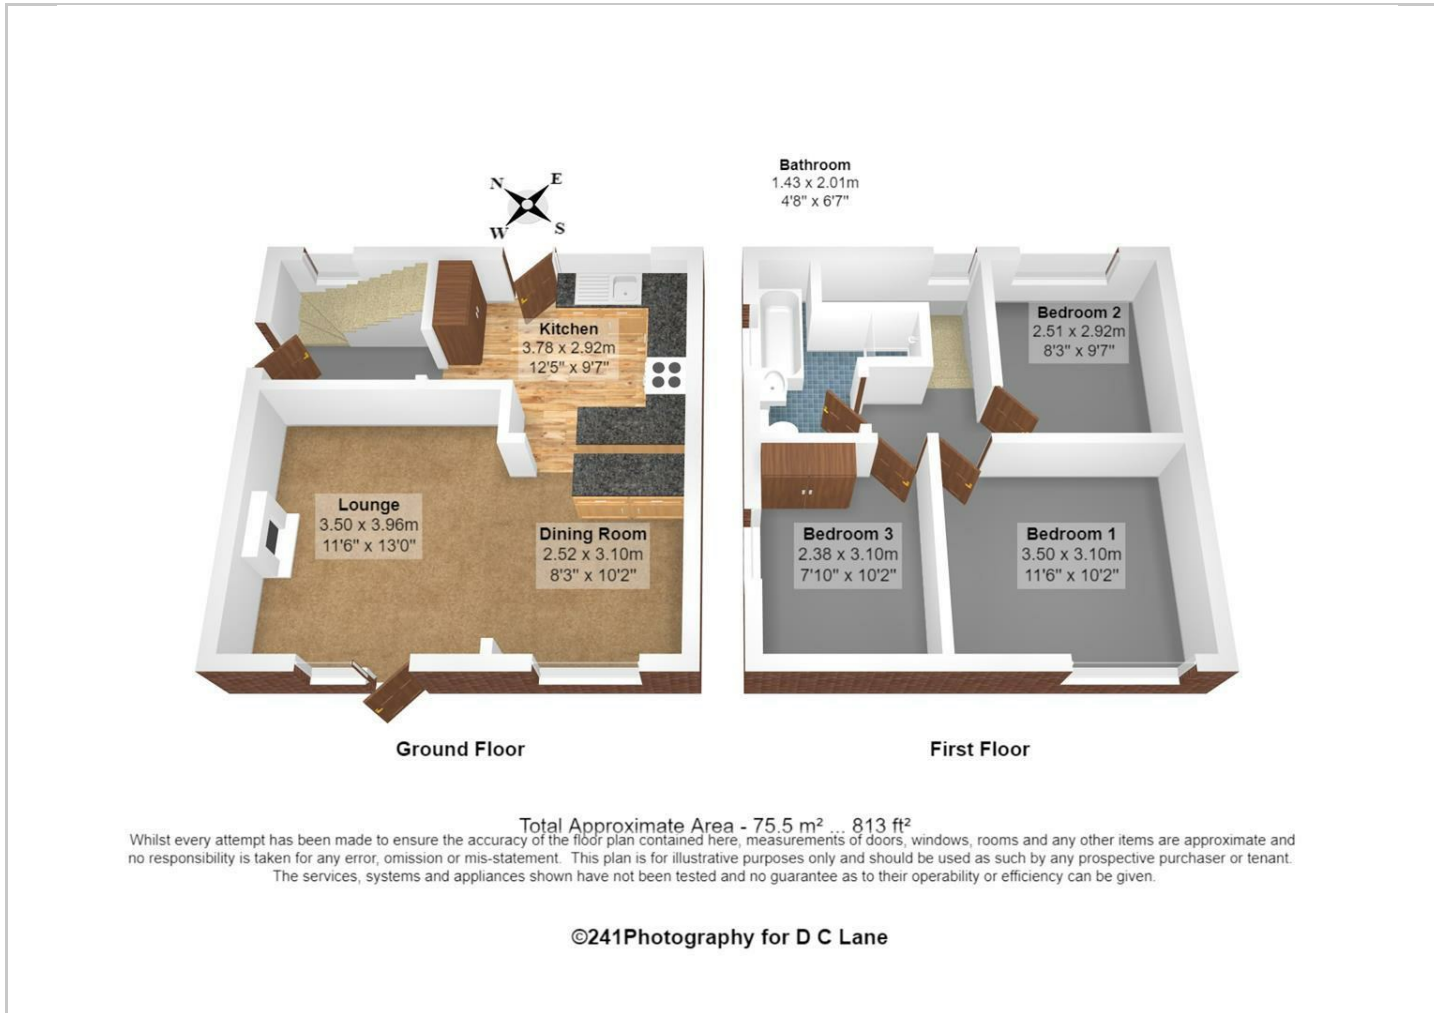 Bathroom
1.43 x 2.01m
4'8" x 6'7"
N
E
W
S
Kitchen
3.78 x 2.92m
12'5" x 9'7"
Lounge
3.50 x 3.96m
11'6" x 13'0"
Dining Room
2.52 x 3.10m
8'3" x 10'2"
Bedroom 2
2.51 x 2.92m
8'3" x 9'7"
Bedroom 3
2.38 x 3.10m
7'10" x 10'2"
Bedroom 1
3.50 x 3.10m
11'6" x 10'2"
Ground Floor
First Floor
Total Approximate Area - 75.5 m² ... 813 ft²
Whilst every attempt has been made to ensure the accuracy of the floor plan contained here, measurements of doors, windows, rooms and any other items are approximate and
no responsibility is taken for any error, omission or mis-statement. This plan is for illustrative purposes only and should be used as such by any prospective purchaser or tenant.
The services, systems and appliances shown have not been tested and no guarantee as to their operability or efficiency can be given.
©241Photography for D C Lane